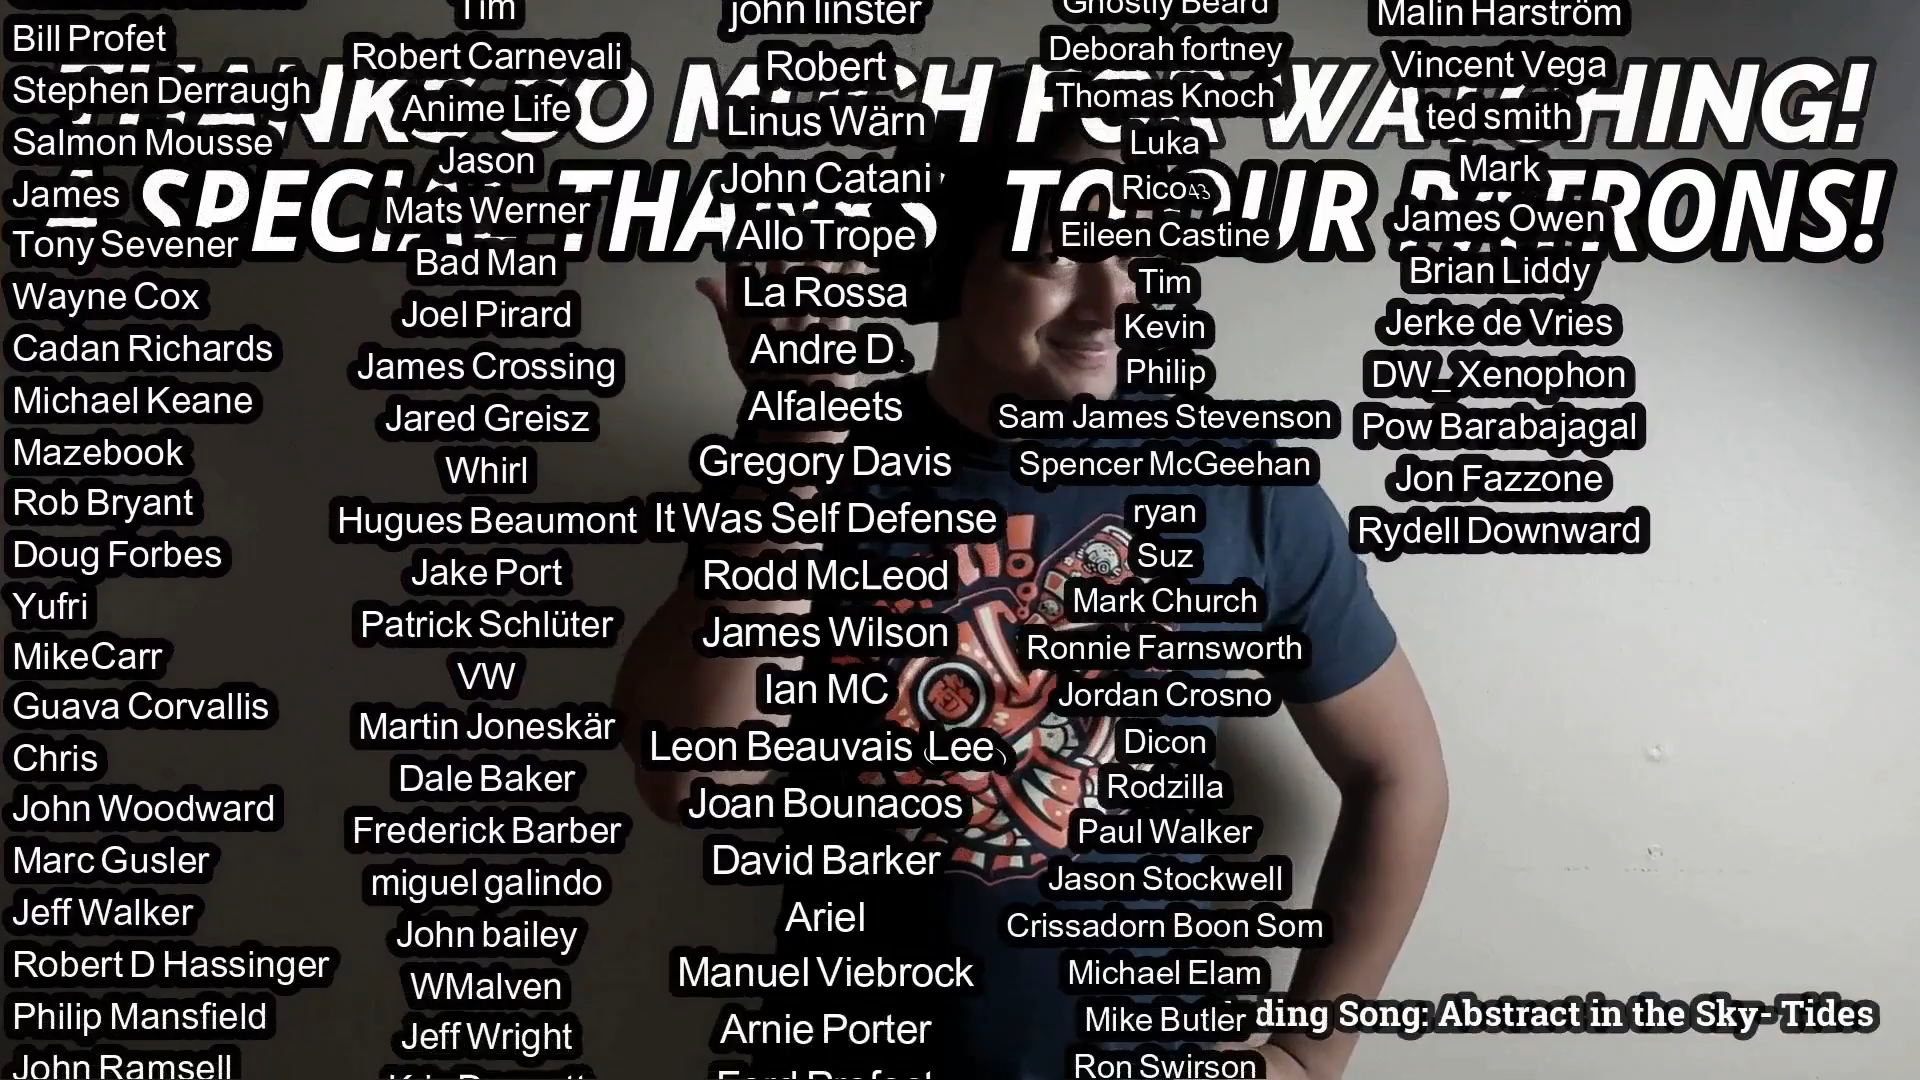 THANKS SO MUCH FOR WATCHING!
A SPECIAL THANKS TO OUR PATRONS!
Bill Profet
Stephen Derraugh
Salmon Mousse
James
Tony Sevener
Wayne Cox
Cadan Richards
Michael Keane
Mazebook
Rob Bryant
Doug Forbes
Yufri
MikeCarr
Guava Corvallis
Chris
John Woodward
Marc Gusler
Jeff Walker
Robert D Hassinger
Philip Mansfield
John Ramsell
Tim
Robert Carnevali
Anime Life
Jason
Mats Werner
Bad Man
Joel Pirard
James Crossing
Jared Greisz
Whirl
Hugues Beaumont
Jake Port
Patrick Schlüter
VW
Martin Joneskär
Dale Baker
Frederick Barber
miguel galindo
John bailey
WMalven
Jeff Wright
john linster
Robert
Linus Wärn
John Catani
Allo Trope
La Rossa
Andre D.
Alfaleets
Gregory Davis
It Was Self Defense
Rodd McLeod
James Wilson
Ian MC
Leon Beauvais (Lee)
Joan Bounacos
David Barker
Ariel
Manuel Viebrock
Arnie Porter
Ford Prefect
Ghostly Beard
Deborah fortney
Thomas Knoch
Luka
Rico43
Eileen Castine
Tim
Kevin
Philip
Sam James Stevenson
Spencer McGeehan
ryan
Suz
Mark Church
Ronnie Farnsworth
Jordan Crosno
Dicon
Rodzilla
Paul Walker
Jason Stockwell
Crissadorn Boon Som
Michael Elam
Mike Butler
Ron Swirson
Malin Harström
Vincent Vega
ted smith
Mark
James Owen
Brian Liddy
Jerke de Vries
DW_Xenophon
Pow Barabajagal
Jon Fazzone
Rydell Downward
ding Song: Abstract in the Sky- Tides